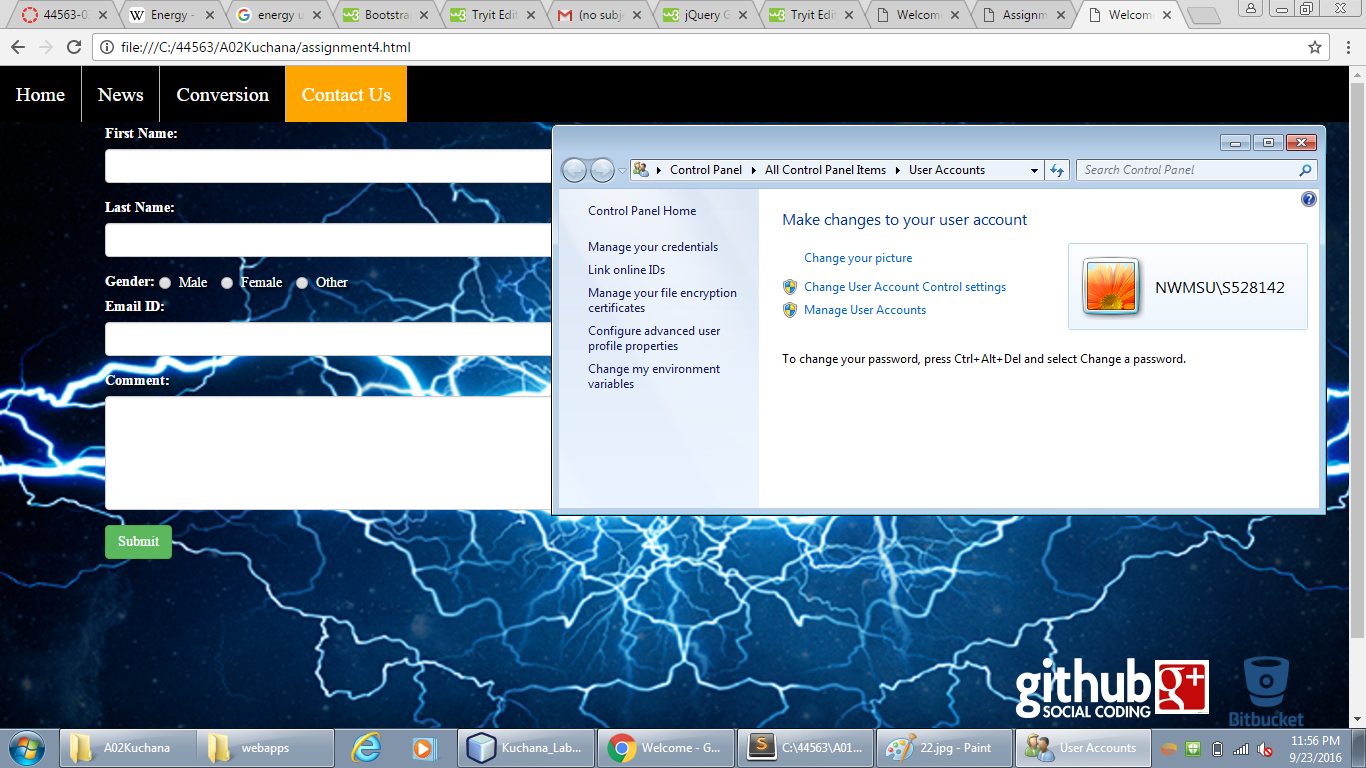 44563-0
Energy -
energy u
Bootstra
Tryit Edit
(no subj
jQuery G
Tryit Edit
Welcom
Assignm
Welcom
file:///C:/44563/A02Kuchana/assignment4.html
Home News Conversion Contact Us
First Name:
Last Name:
Gender: Male Female Other
Email ID:
Comment:
Submit
Control Panel All Control Panel Items User Accounts Search Control Panel
Control Panel Home
Manage your credentials
Link online IDs
Manage your file encryption
certificates
Configure advanced user
profile properties
Change my environment
variables
Make changes to your user account
Change your picture
Change User Account Control settings
Manage User Accounts
NWMSU\S528142
To change your password, press Ctrl+Alt+Del and select Change a password.
github
SOCIAL CODING
g+
Bitbucket
A02Kuchana
webapps
Kuchana_Lab...
Welcome - G...
C:\44563\A01...
22.jpg - Paint
User Accounts
11:56 PM
9/23/2016